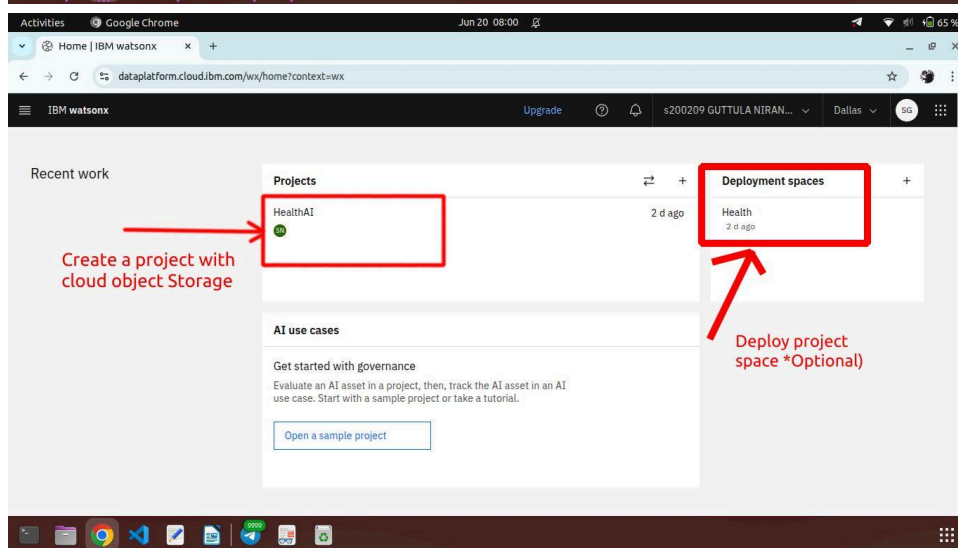 Activities
Google Chrome
Jun 20 08:00
65 %
Home | IBM watsonx
dataplatform.cloud.ibm.com/wx/home?context=wx
IBM watsonx
Upgrade
s200209 GUTTULA NIRAN...
Dallas
SG
Recent work
Projects
Deployment spaces
HealthAI
2 d ago
SN
Health
2 d ago
Create a project with
cloud object Storage
AI use cases
Get started with governance
Evaluate an AI asset in a project, then, track the AI asset in an AI
use case. Start with a sample project or take a tutorial.
Open a sample project
Deploy project
space *Optional)
9999